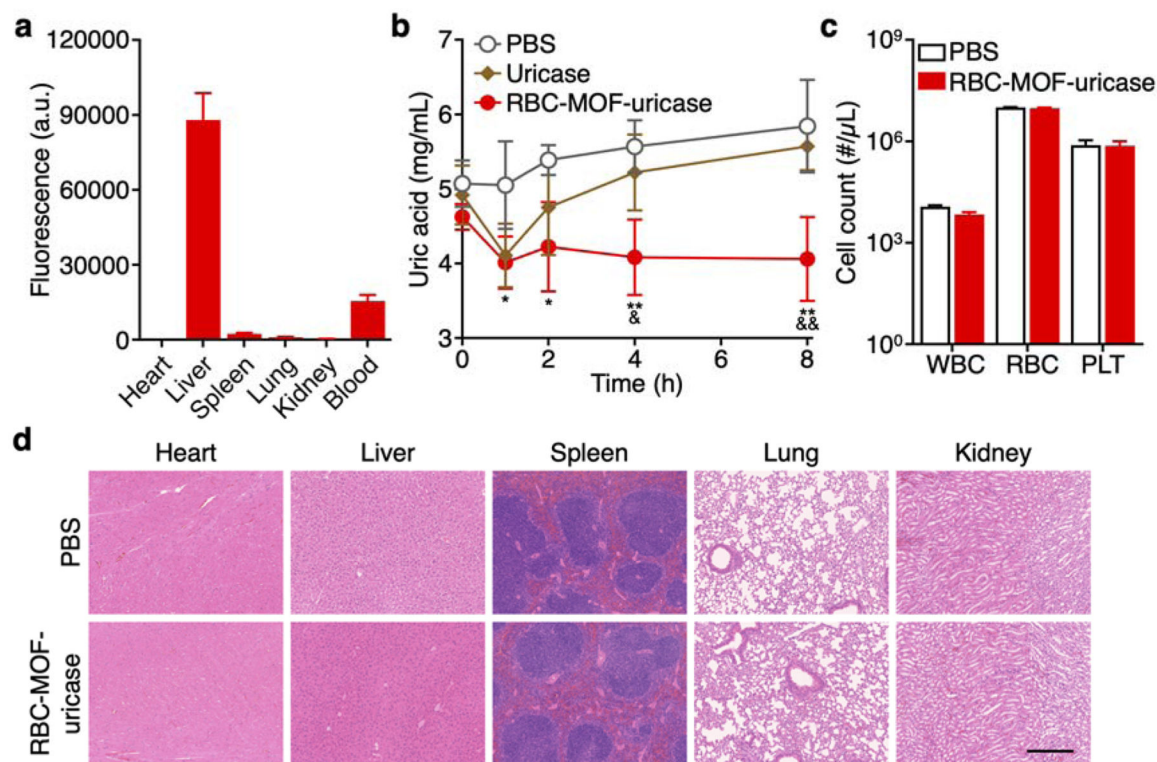 a
120000
90000
60000
30000
0
Fluorescence (a.u.)
Heart
Liver
Spleen
Lung
Kidney
Blood
b
7
6
5
4
3
Uric acid (mg/mL)
PBS
Uricase
RBC-MOF-uricase
* * ** **
& &&
0 2 4 6 8
Time (h)
c
10⁹
10⁶
10³
10⁰
Cell count (#/μL)
PBS
RBC-MOF-uricase
WBC RBC PLT
d
Heart Liver Spleen Lung Kidney
PBS
RBC-MOF-
uricase